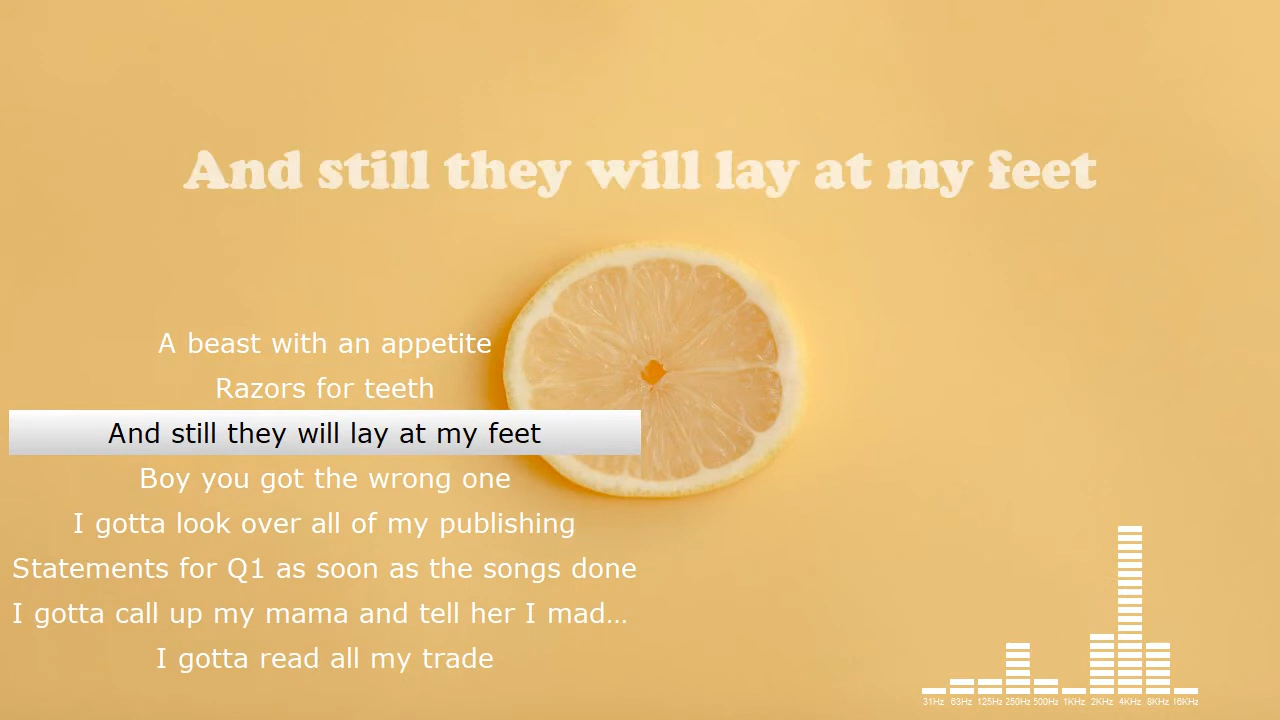 And still they will lay at my feet
A beast with an appetite
Razors for teeth
And still they will lay at my feet
Boy you got the wrong one
I gotta look over all of my publishing
Statements for Q1 as soon as the songs done
I gotta call up my mama and tell her I mad...
I gotta read all my trade
31Hz 63Hz 125Hz 250Hz 500Hz 1KHz 2KHz 4KHz 8KHz 16KHz